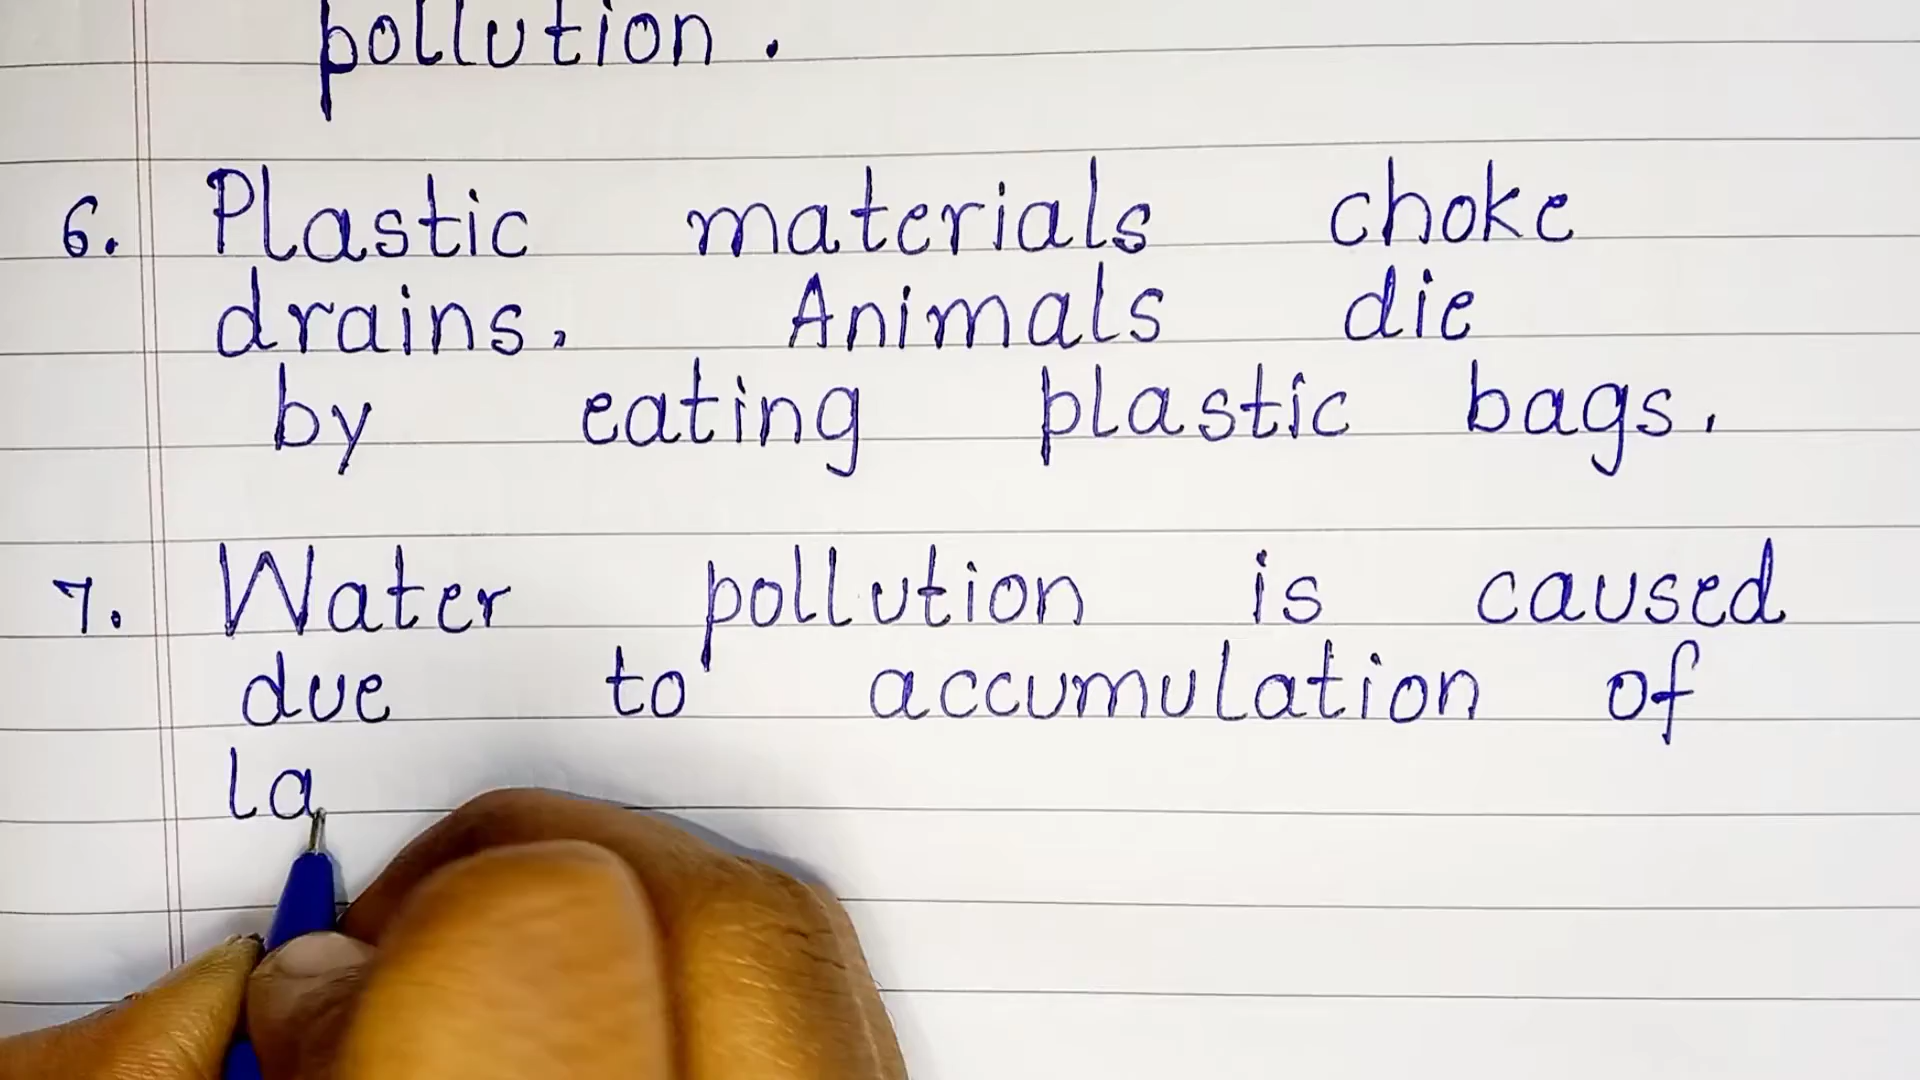 pollution.
6. Plastic materials choke
drains. Animals die
by eating plastic bags.
7. Water pollution is caused
due to accumulation of
la